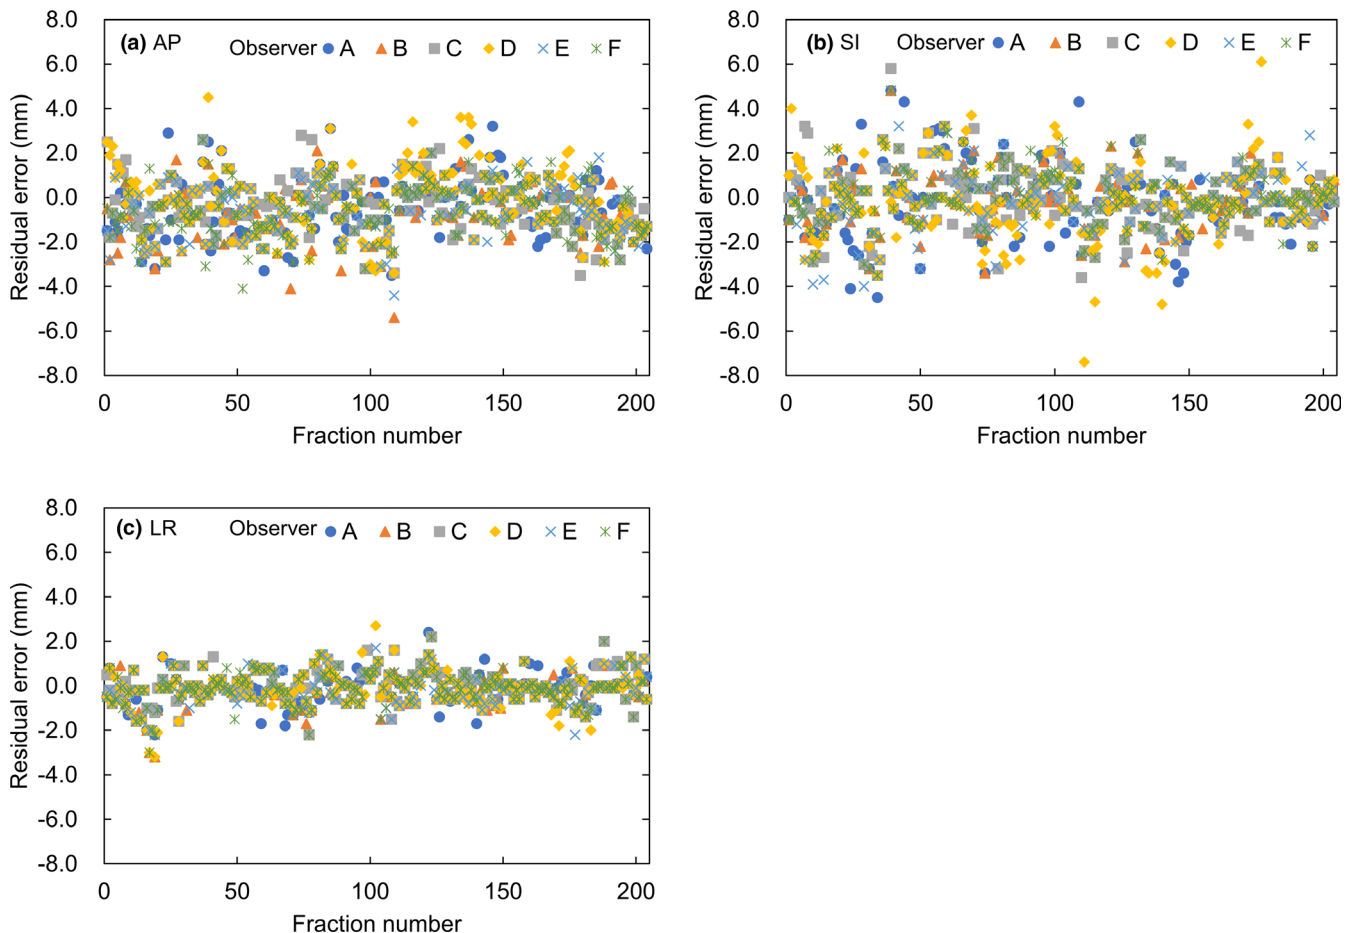 (a) AP Observer A B C D E F
8.0
6.0
4.0
2.0
0.0
-2.0
-4.0
-6.0
-8.0
Residual error (mm)
0 50 100 150 200
Fraction number
(b) SI Observer A B C D E F
8.0
6.0
4.0
2.0
0.0
-2.0
-4.0
-6.0
-8.0
Residual error (mm)
0 50 100 150 200
Fraction number
(c) LR Observer A B C D E F
8.0
6.0
4.0
2.0
0.0
-2.0
-4.0
-6.0
-8.0
Residual error (mm)
0 50 100 150 200
Fraction number